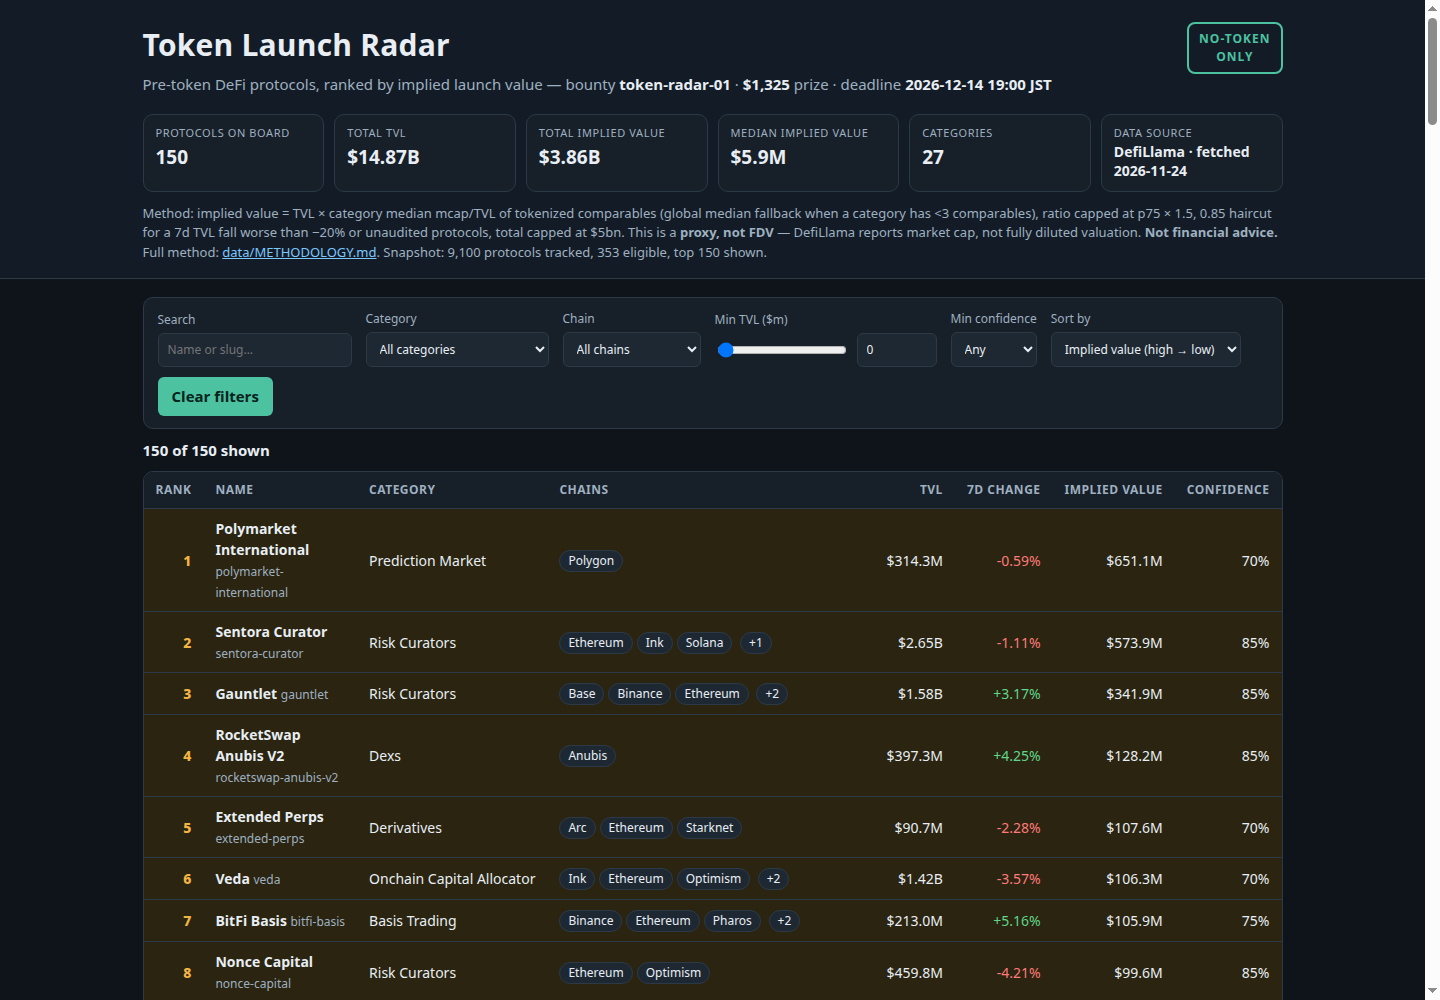 Token Launch Radar
NO-TOKEN
ONLY
Pre-token DeFi protocols, ranked by implied launch value — bounty token-radar-01 · $1,325 prize · deadline 2026-12-14 19:00 JST
PROTOCOLS ON BOARD
150
TOTAL TVL
$14.87B
TOTAL IMPLIED VALUE
$3.86B
MEDIAN IMPLIED VALUE
$5.9M
CATEGORIES
27
DATA SOURCE
DefiLlama · fetched
2026-11-24
Method: implied value = TVL × category median mcap/TVL of tokenized comparables (global median fallback when a category has <3 comparables), ratio capped at p75 × 1.5, 0.85 haircut
for a 7d TVL fall worse than −20% or unaudited protocols, total capped at $5bn. This is a proxy, not FDV — DefiLlama reports market cap, not fully diluted valuation. Not financial advice.
Full method: data/METHODOLOGY.md. Snapshot: 9,100 protocols tracked, 353 eligible, top 150 shown.
Search
Name or slug...
Category
All categories
Chain
All chains
Min TVL ($m)
0
Min confidence
Any
Sort by
Implied value (high → low)
Clear filters
150 of 150 shown
RANK NAME CATEGORY CHAINS TVL 7D CHANGE IMPLIED VALUE CONFIDENCE
1 Polymarket International polymarket-international Prediction Market Polygon $314.3M -0.59% $651.1M 70%
2 Sentora Curator sentora-curator Risk Curators Ethereum Ink Solana +1 $2.65B -1.11% $573.9M 85%
3 Gauntlet gauntlet Risk Curators Base Binance Ethereum +2 $1.58B +3.17% $341.9M 85%
4 RocketSwap Anubis V2 rocketswap-anubis-v2 Dexs Anubis $397.3M +4.25% $128.2M 85%
5 Extended Perps extended-perps Derivatives Arc Ethereum Starknet $90.7M -2.28% $107.6M 70%
6 Veda veda Onchain Capital Allocator Ink Ethereum Optimism +2 $1.42B -3.57% $106.3M 70%
7 BitFi Basis bitfi-basis Basis Trading Binance Ethereum Pharos +2 $213.0M +5.16% $105.9M 75%
8 Nonce Capital nonce-capital Risk Curators Ethereum Optimism $459.8M -4.21% $99.6M 85%